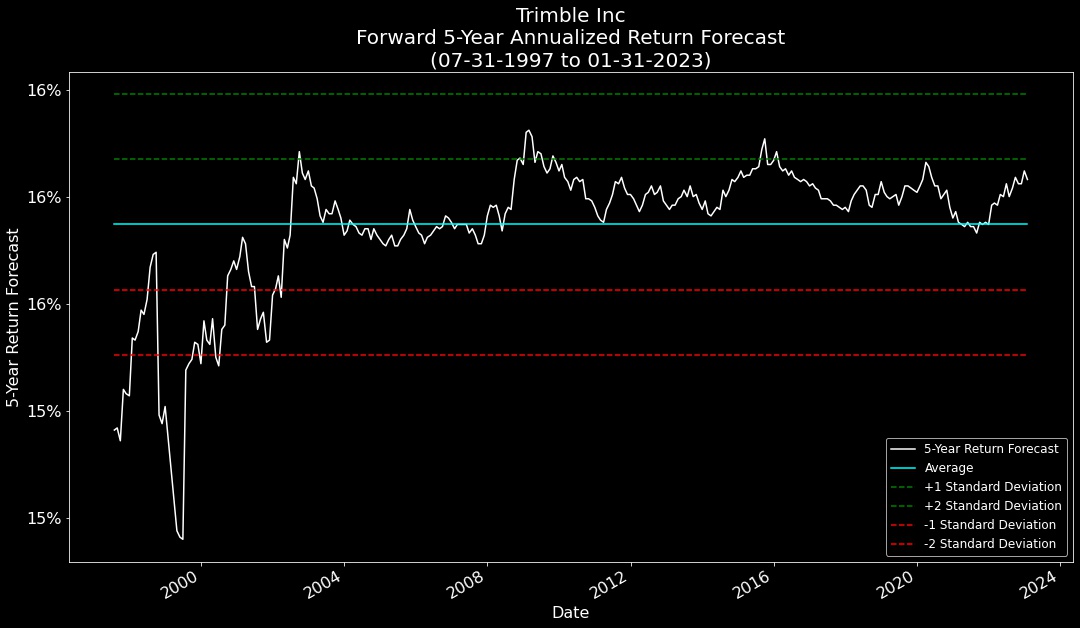 Trimble Inc
Forward 5-Year Annualized Return Forecast
(07-31-1997 to 01-31-2023)
16%
16%
16%
15%
15%
5-Year Return Forecast
5-Year Return Forecast
Average
+1 Standard Deviation
+2 Standard Deviation
-1 Standard Deviation
-2 Standard Deviation
2000
2004
2008
2012
2016
2020
2024
Date